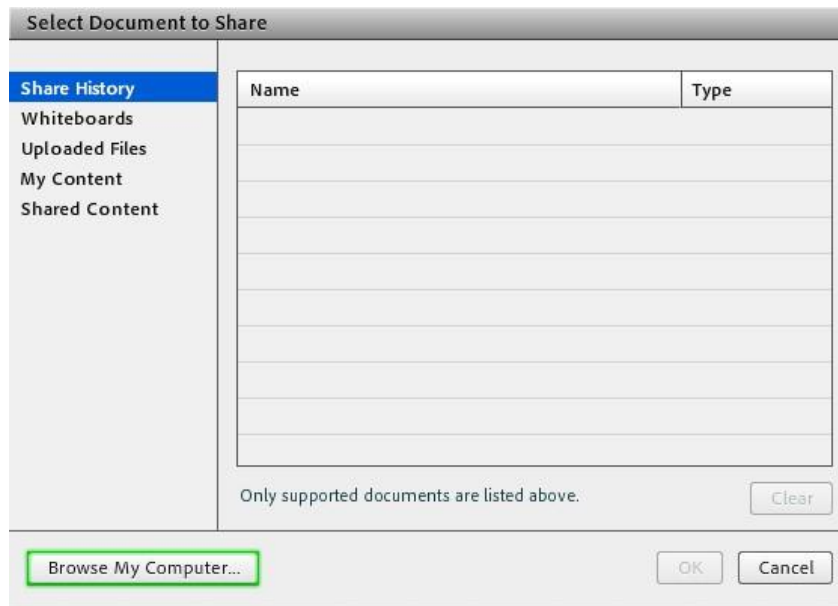 Select Document to Share
Share History
Whiteboards
Uploaded Files
My Content
Shared Content
Name Type
Only supported documents are listed above.
Clear
Browse My Computer... OK Cancel